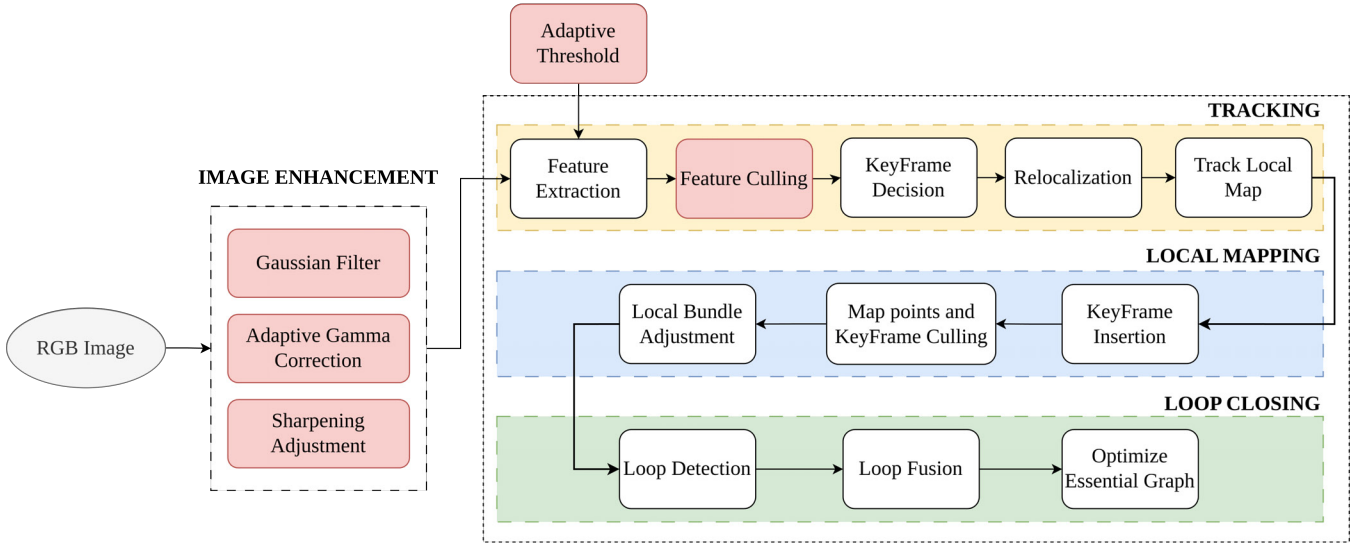 Adaptive
Threshold
TRACKING
Feature
Extraction
Feature Culling
KeyFrame
Decision
Relocalization
Track Local
Map
IMAGE ENHANCEMENT
Gaussian Filter
Adaptive Gamma
Correction
Sharpening
Adjustment
RGB Image
LOCAL MAPPING
Local Bundle
Adjustment
Map points and
KeyFrame Culling
KeyFrame
Insertion
LOOP CLOSING
Loop Detection
Loop Fusion
Optimize
Essential Graph